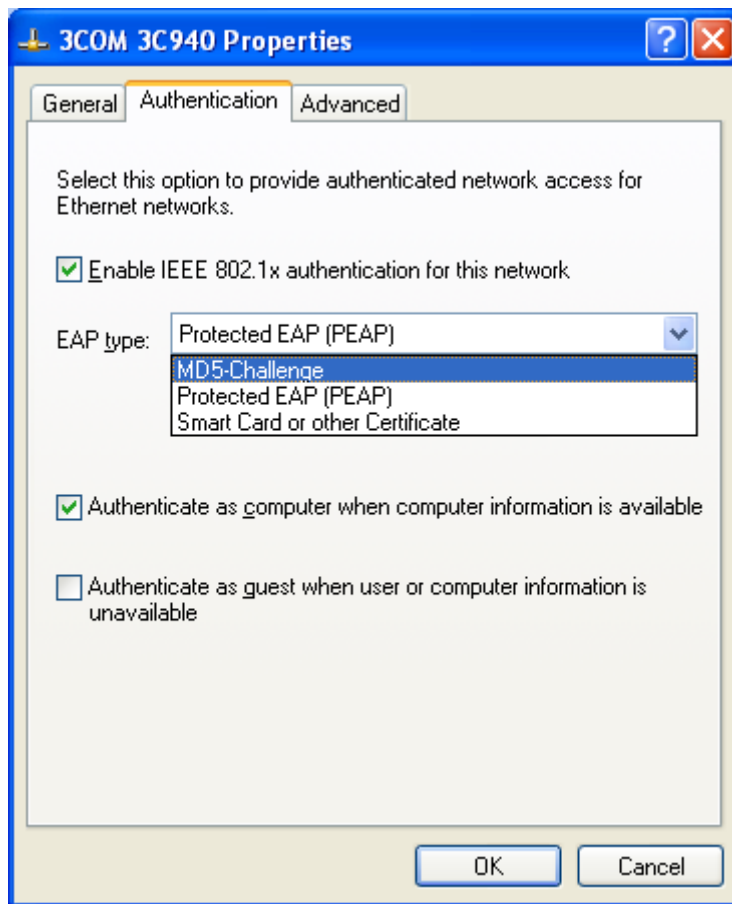 3COM 3C940 Properties
General
Authentication
Advanced
Select this option to provide authenticated network access for
Ethernet networks.
Enable IEEE 802.1x authentication for this network
EAP type:
Protected EAP (PEAP)
MD5-Challenge
Protected EAP (PEAP)
Smart Card or other Certificate
Authenticate as computer when computer information is available
Authenticate as guest when user or computer information is
unavailable
OK
Cancel